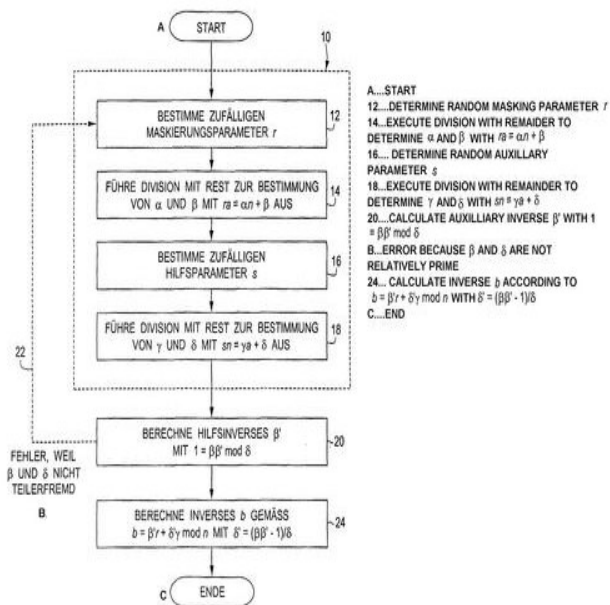 A START
10
BESTIMME ZUFÄLLIGEN
MASKIERUNGSPARAMETER r
12
FÜHRE DIVISION MIT REST ZUR BESTIMMUNG
VON α UND β MIT ra = αn + β AUS
14
BESTIMME ZUFÄLLIGEN
HILFSPARAMETER s
16
FÜHRE DIVISION MIT REST ZUR BESTIMMUNG
VON γ UND δ MIT sn = γa + δ AUS
18
22
BERECHNE HILFSINVERSES β'
MIT 1 = ββ' mod δ
20
FEHLER, WEIL
β UND δ NICHT
TEILERFREMD
B
BERECHNE INVERSES b GEMÄSS
b = β'r + δ'γ mod n MIT δ' = (ββ' - 1)/δ
24
C ENDE
A....START
12....DETERMINE RANDOM MASKING PARAMETER r
14....EXECUTE DIVISION WITH REMAIDER TO
DETERMINE α AND β WITH ra = αn + β
16.... DETERMINE RANDOM AUXILLARY
PARAMETER s
18....EXECUTE DIVISION WITH REMAINDER TO
DETERMINE γ AND δ WITH sn = γa + δ
20....CALCULATE AUXILLIARY INVERSE β' WITH 1
= ββ' mod δ
B...ERROR BECAUSE β AND δ ARE NOT
RELATIVELY PRIME
24... CALCULATE INVERSE b ACCORDING TO
b = β'r + δ'γ mod n WITH δ' = (ββ' - 1)/δ
C....END